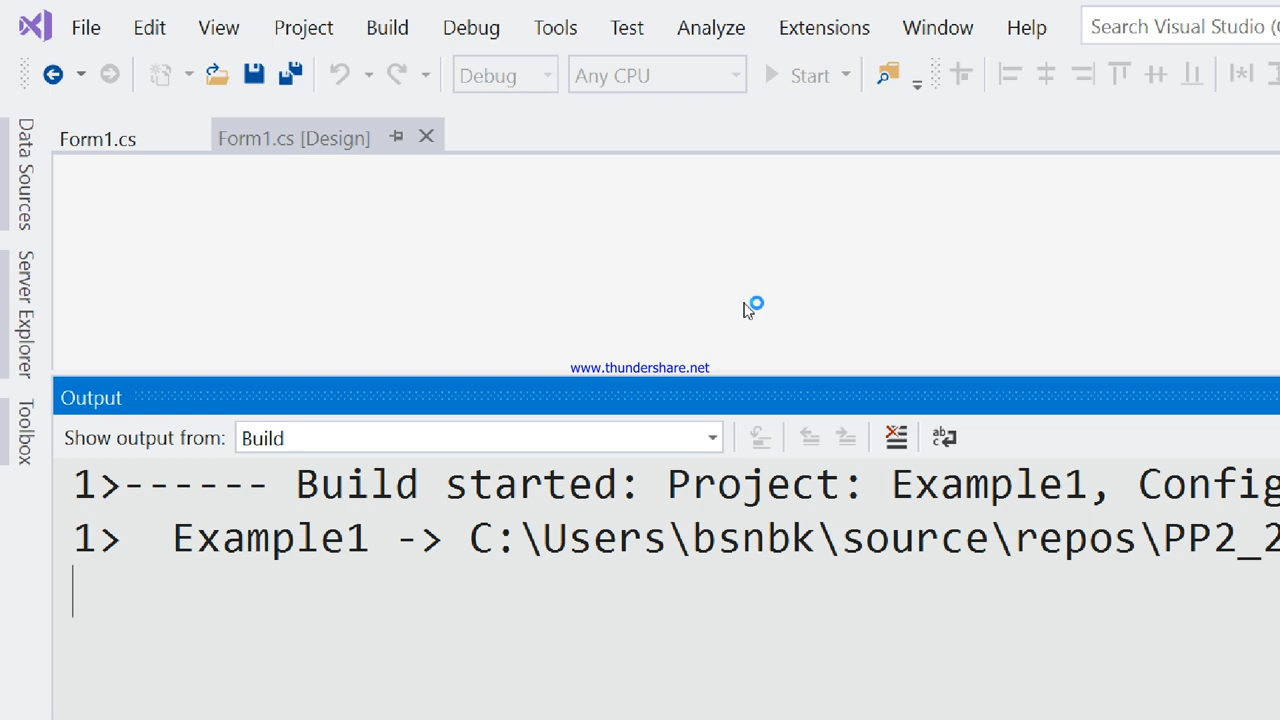 File Edit View Project Build Debug Tools Test Analyze Extensions Window Help Search Visual Studio (
Debug Any CPU Start
Form1.cs Form1.cs [Design]
Data Sources
Server Explorer
Toolbox
www.thundershare.net
Output
Show output from: Build
1>------ Build started: Project: Example1, Config
1>  Example1 -> C:\Users\bsnbk\source\repos\PP2_2